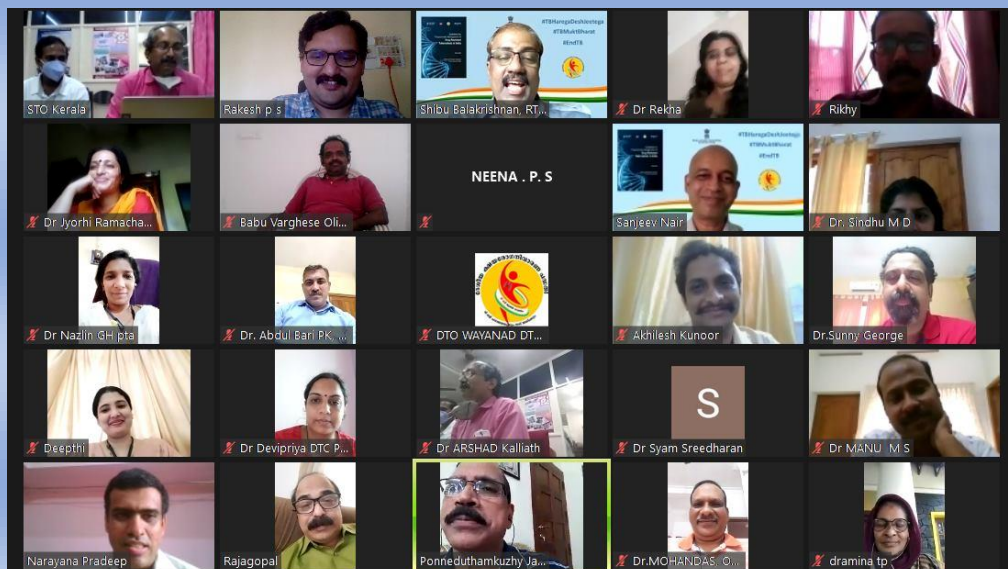 STO Kerala
Rakesh p s
#TBHaregaDeshJeetega
#TBMuktBharat
#EndTB
Shibu Balakrishnan, RT...
Dr Rekha
Rikhy
Dr Jyorhi Ramacha...
Babu Varghese Oli...
NEENA . P. S
#TBHaregaDeshJeetega
#TBMuktBharat
#EndTB
Sanjeev Nair
Dr. Sindhu M D
Dr Nazlin GH pta
Dr. Abdul Bari PK, ...
DTO WAYANAD DT...
Akhilesh Kunoor
Dr.Sunny George
Deepthi
Dr Devipriya DTC P...
Dr ARSHAD Kalliath
S
Dr Syam Sreedharan
Dr MANU M S
Narayana Pradeep
Rajagopal
Ponneduthamkuzhy Ja...
Dr.MOHANDAS. O...
dramina tp